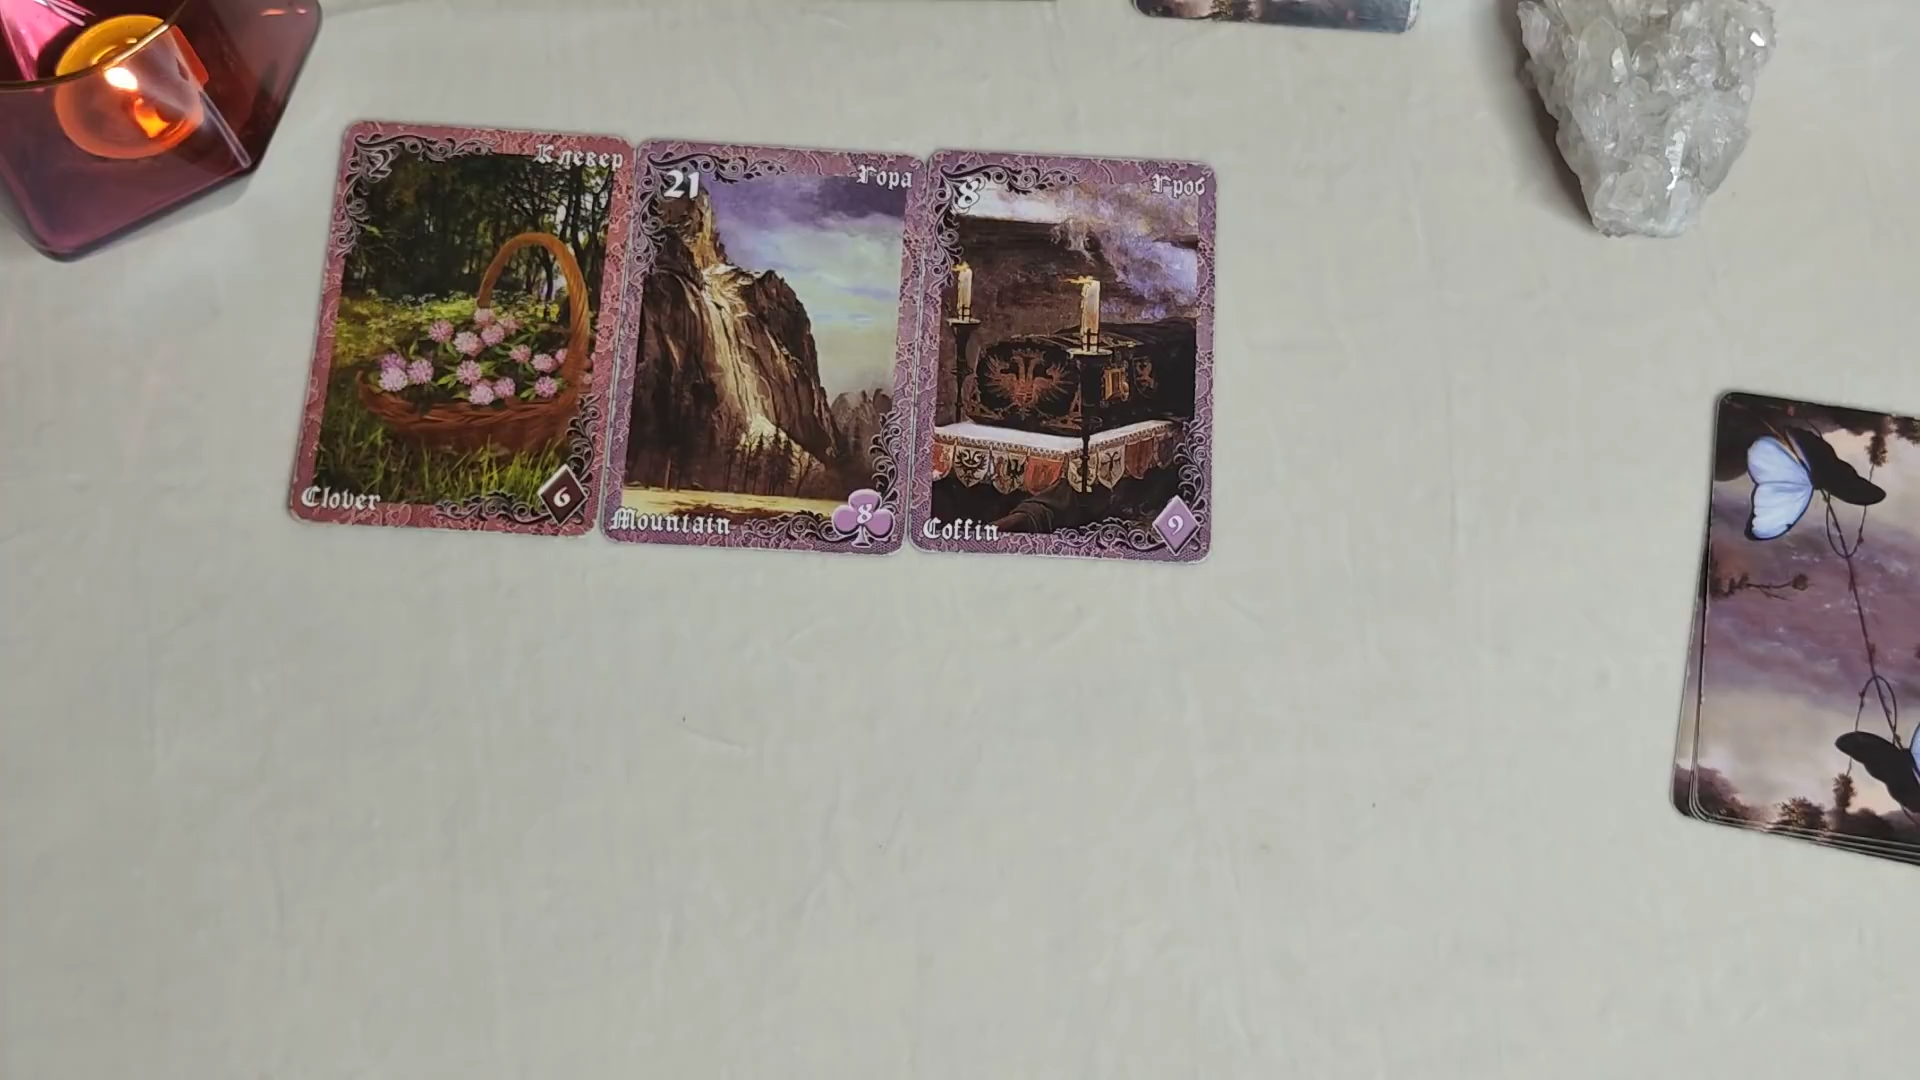 2 Клевер
Clover 6
21 Гора
Mountain 8
8 Гроб
Coffin 9